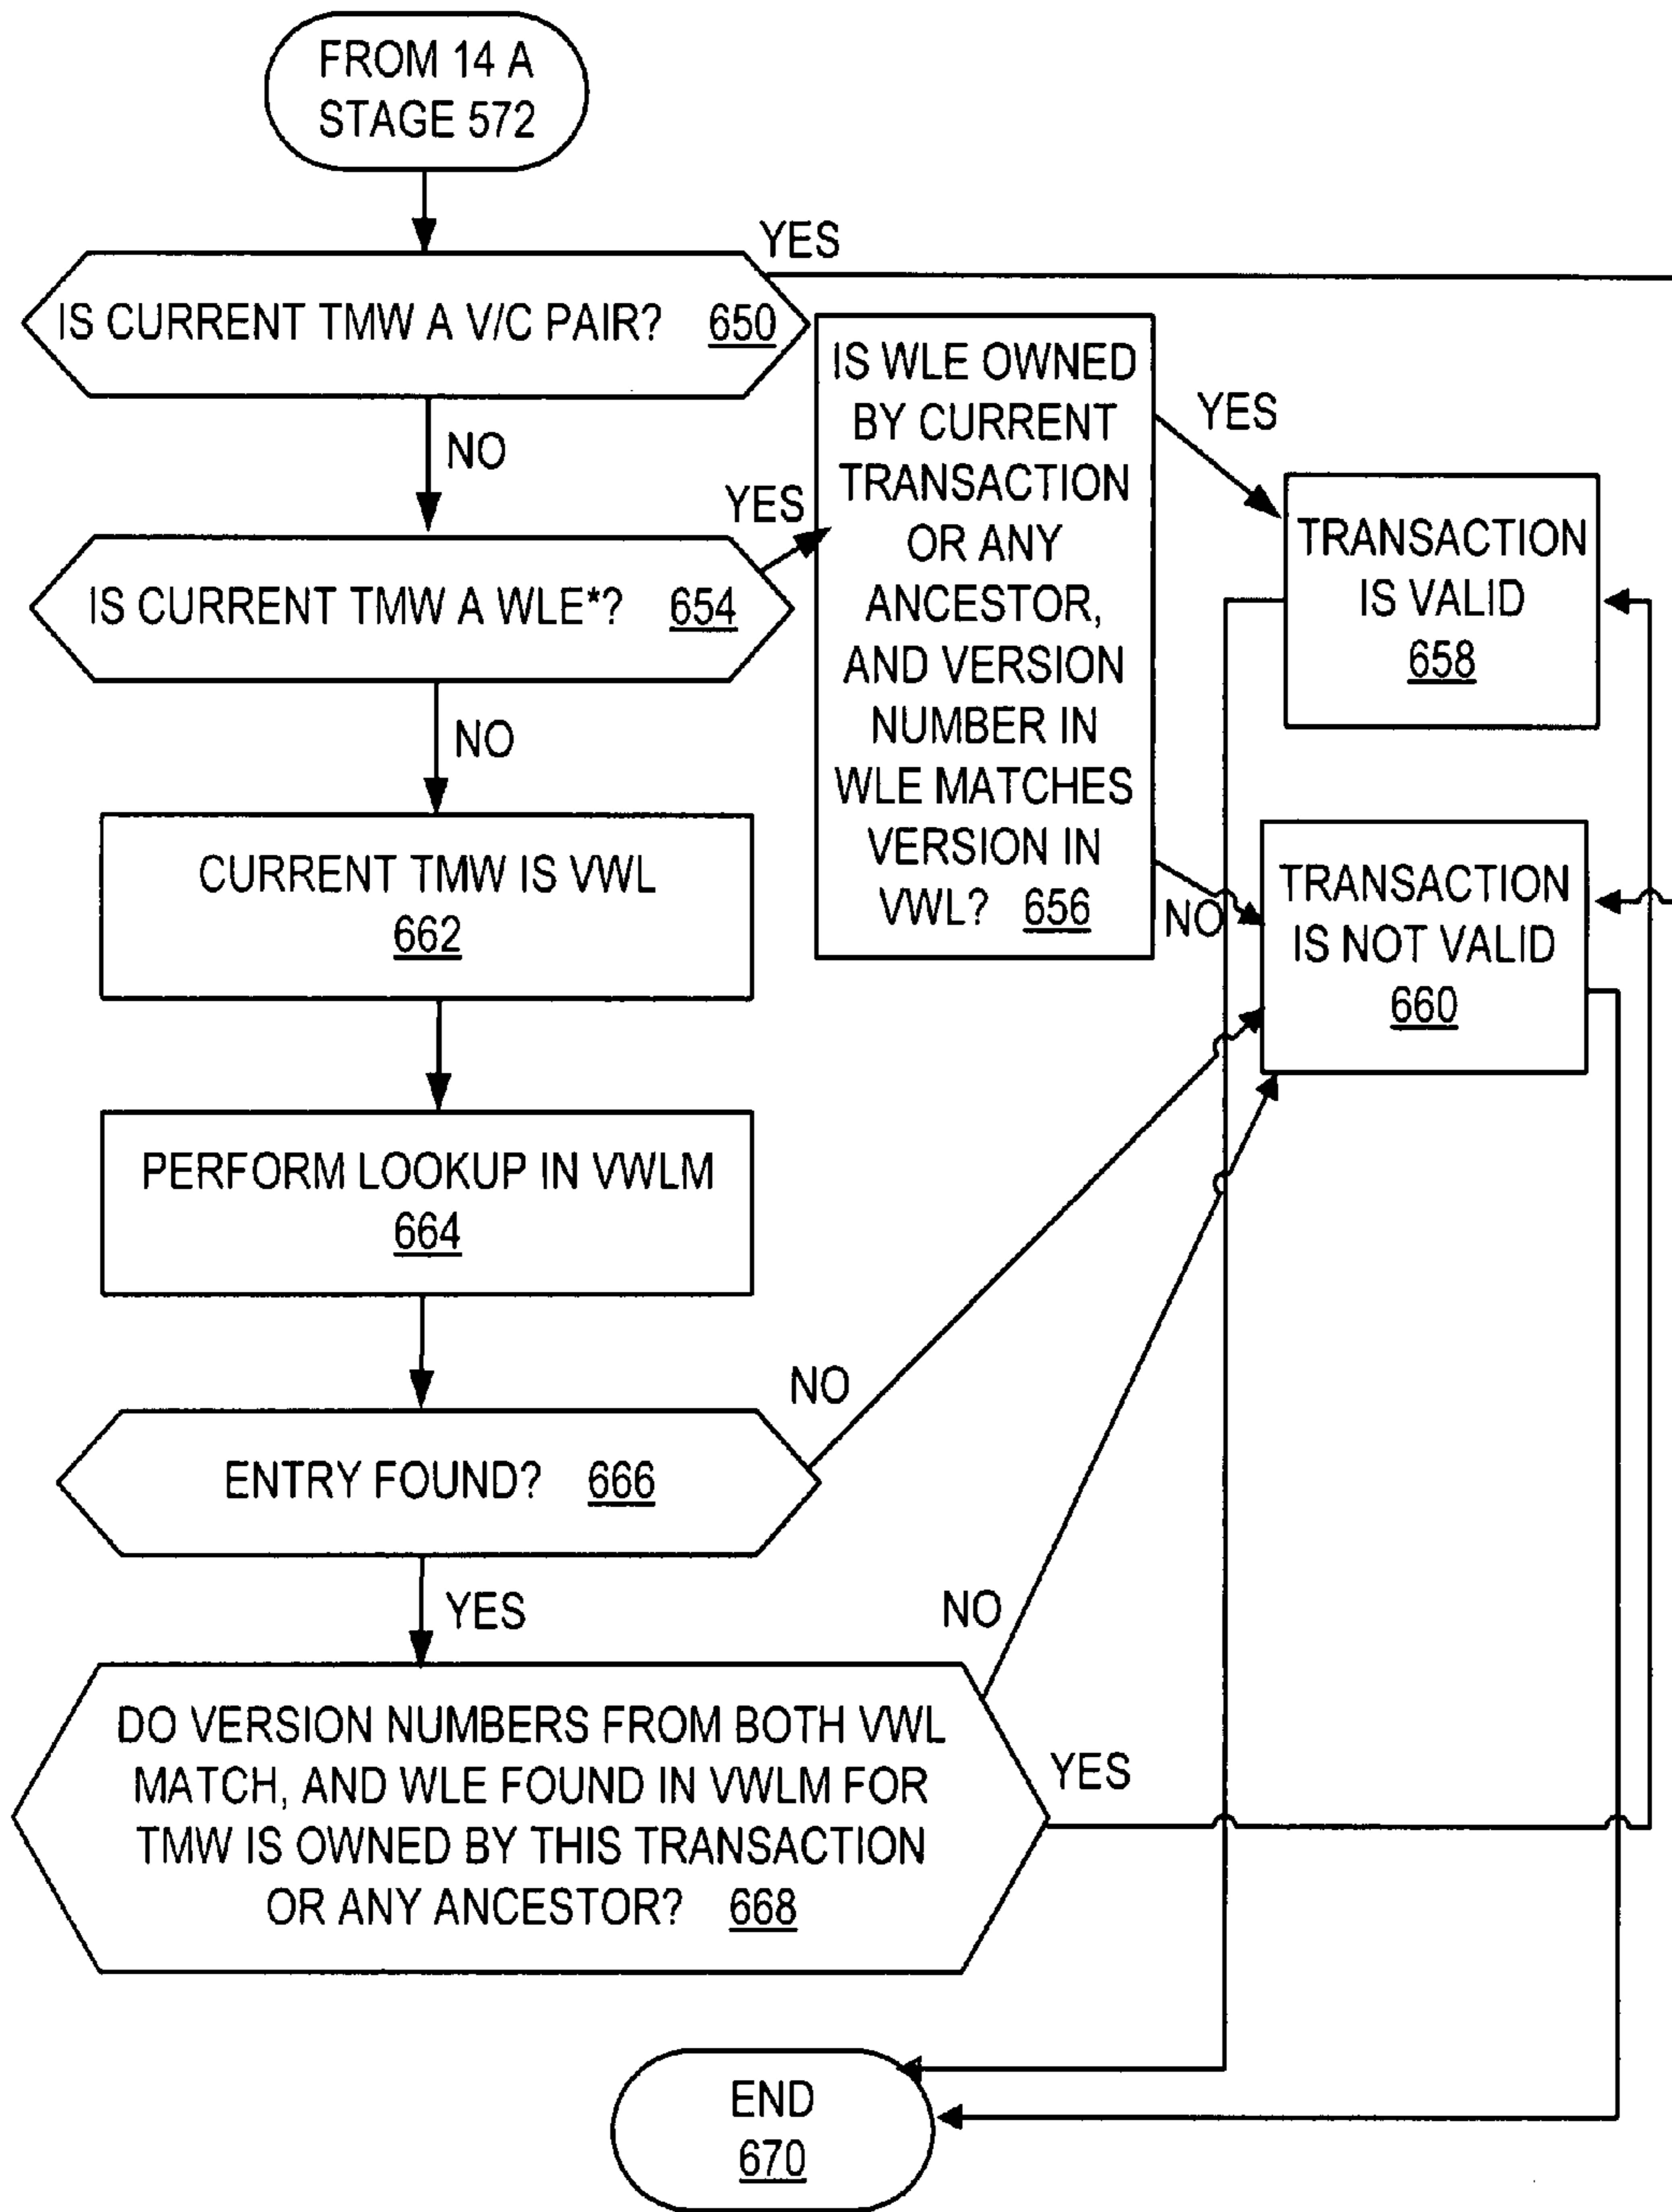 FROM 14 A
STAGE 572
YES
IS CURRENT TMW A V/C PAIR? 650
NO
IS WLE OWNED
BY CURRENT
TRANSACTION
OR ANY
ANCESTOR,
AND VERSION
NUMBER IN
WLE MATCHES
VERSION IN
VWL? 656
YES
YES
TRANSACTION
IS VALID
658
IS CURRENT TMW A WLE*? 654
NO
NO
TRANSACTION
IS NOT VALID
660
CURRENT TMW IS VWL
662
PERFORM LOOKUP IN VWLM
664
NO
ENTRY FOUND? 666
YES
NO
DO VERSION NUMBERS FROM BOTH VWL
MATCH, AND WLE FOUND IN VWLM FOR
TMW IS OWNED BY THIS TRANSACTION
OR ANY ANCESTOR? 668
YES
END
670